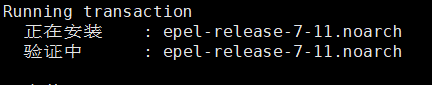 Running transaction
正在安装    : epel-release-7-11.noarch
验证中      : epel-release-7-11.noarch